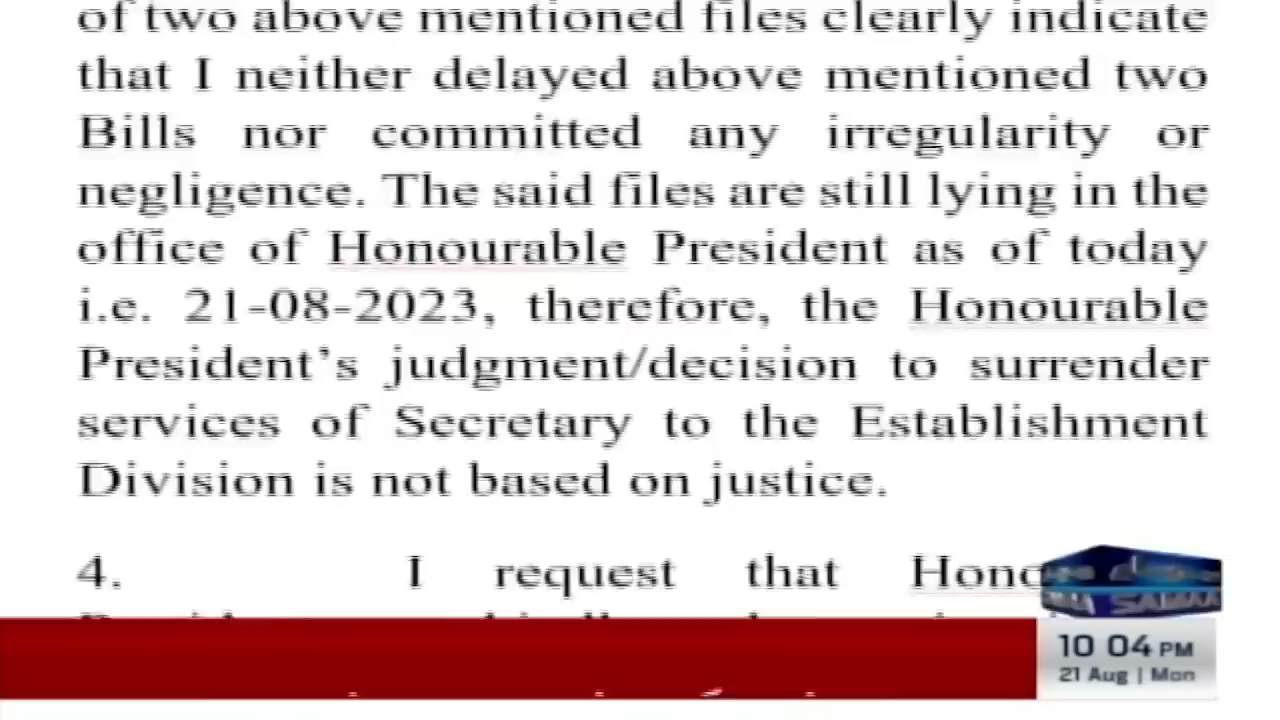 of two above mentioned files clearly indicate
that I neither delayed above mentioned two
Bills nor committed any irregularity or
negligence. The said files are still lying in the
office of Honourable President as of today
i.e. 21-08-2023, therefore, the Honourable
President’s judgment/decision to surrender
services of Secretary to the Establishment
Division is not based on justice.
4. I request that
SAMAA
10 04 PM
21 Aug | Mon